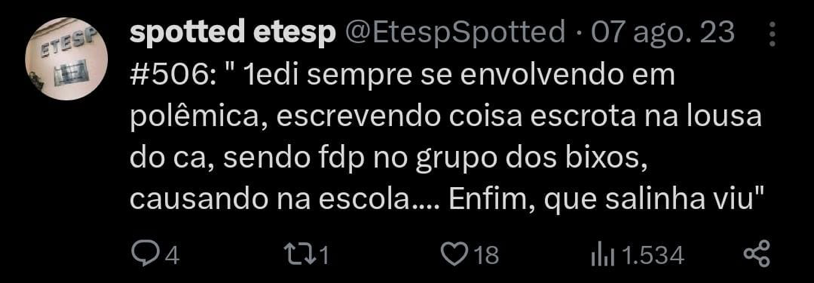 ETESP
spotted etesp @EtespSpotted · 07 ago. 23
#506: " 1edi sempre se envolvendo em
polêmica, escrevendo coisa escrota na lousa
do ca, sendo fdp no grupo dos bixos,
causando na escola.... Enfim, que salinha viu"
4 1 18 1.534